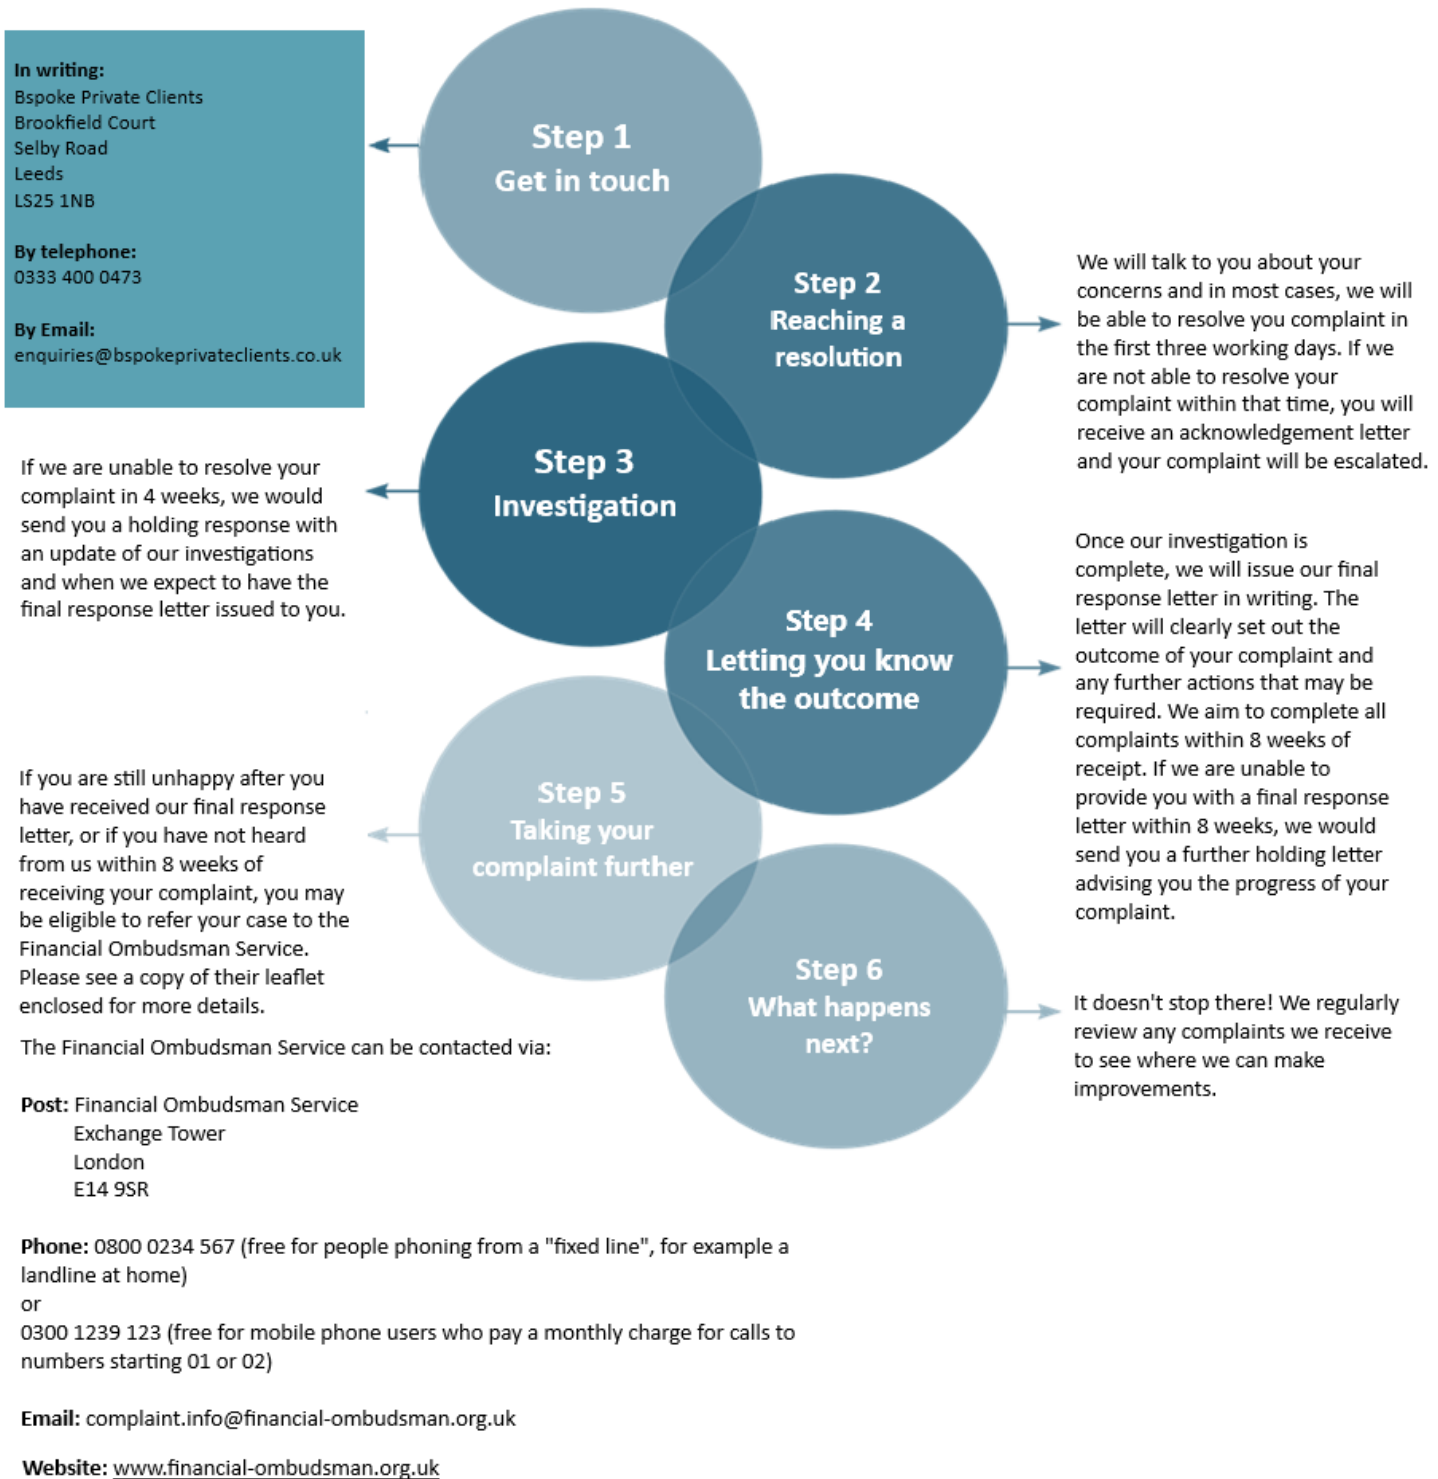 In writing:
Bspoke Private Clients
Brookfield Court
Selby Road
Leeds
LS25 1NB
By telephone:
0333 400 0473
By Email:
enquiries@bspokeprivateclients.co.uk
Step 1
Get in touch
Step 2
Reaching a
resolution
We will talk to you about your
concerns and in most cases, we will
be able to resolve you complaint in
the first three working days. If we
are not able to resolve your
complaint within that time, you will
receive an acknowledgement letter
and your complaint will be escalated.
Step 3
Investigation
If we are unable to resolve your
complaint in 4 weeks, we would
send you a holding response with
an update of our investigations
and when we expect to have the
final response letter issued to you.
Step 4
Letting you know
the outcome
Once our investigation is
complete, we will issue our final
response letter in writing. The
letter will clearly set out the
outcome of your complaint and
any further actions that may be
required. We aim to complete all
complaints within 8 weeks of
receipt. If we are unable to
provide you with a final response
letter within 8 weeks, we would
send you a further holding letter
advising you the progress of your
complaint.
Step 5
Taking your
complaint further
If you are still unhappy after you
have received our final response
letter, or if you have not heard
from us within 8 weeks of
receiving your complaint, you may
be eligible to refer your case to the
Financial Ombudsman Service.
Please see a copy of their leaflet
enclosed for more details.
Step 6
What happens
next?
It doesn't stop there! We regularly
review any complaints we receive
to see where we can make
improvements.
The Financial Ombudsman Service can be contacted via:
Post: Financial Ombudsman Service
Exchange Tower
London
E14 9SR
Phone: 0800 0234 567 (free for people phoning from a "fixed line", for example a
landline at home)
or
0300 1239 123 (free for mobile phone users who pay a monthly charge for calls to
numbers starting 01 or 02)
Email: complaint.info@financial-ombudsman.org.uk
Website: www.financial-ombudsman.org.uk